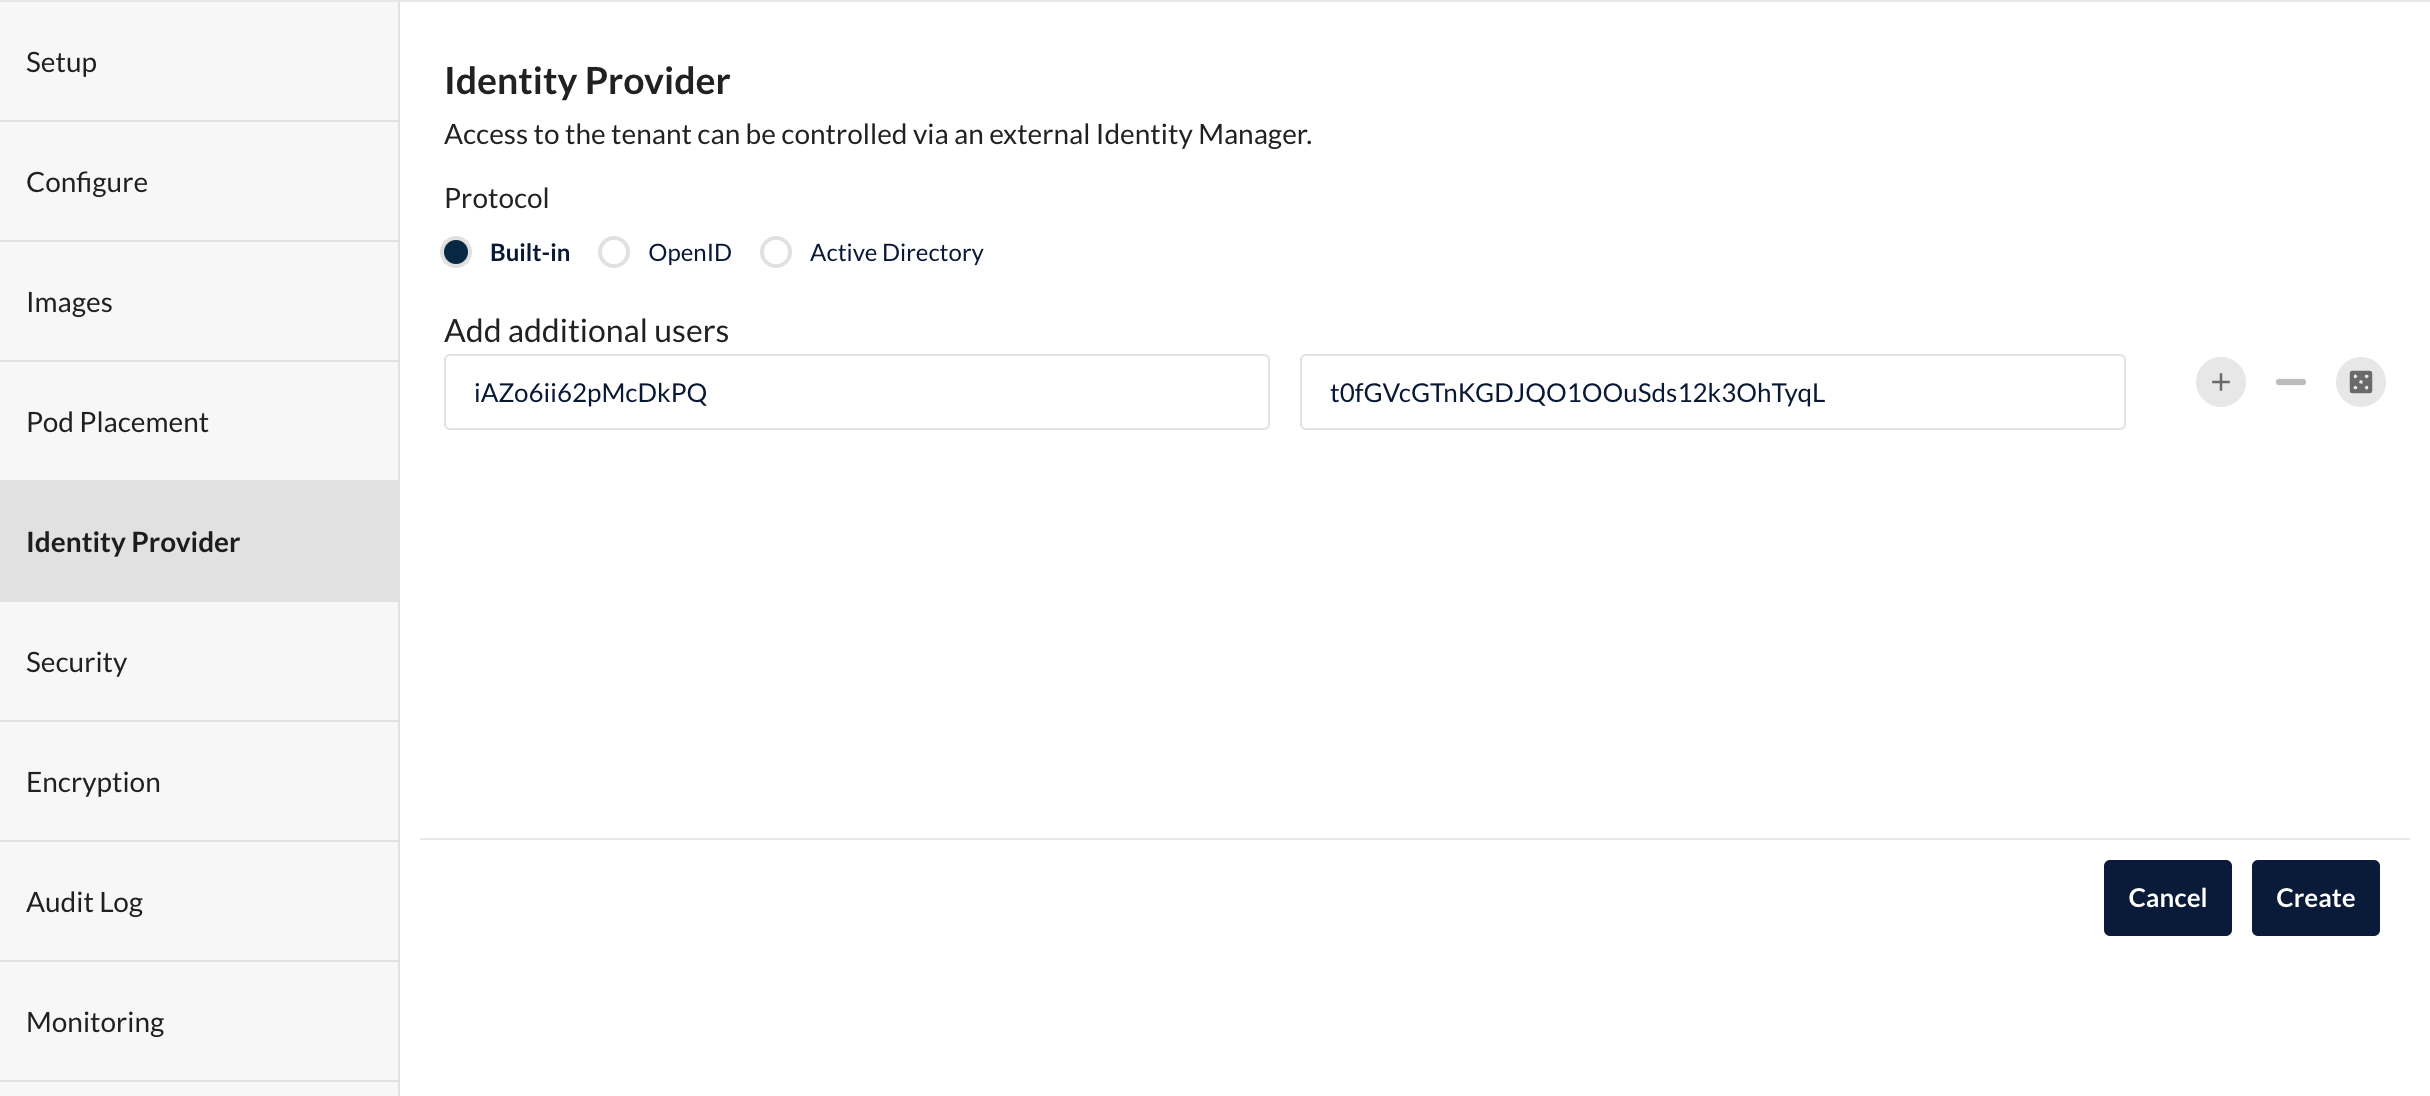 Setup
Configure
Images
Pod Placement
Identity Provider
Security
Encryption
Audit Log
Monitoring
Identity Provider
Access to the tenant can be controlled via an external Identity Manager.
Protocol
Built-in OpenID Active Directory
Add additional users
iAZo6ii62pMcDkPQ t0fGVcGTnKGDJQO1OOuSds12k3OhTyqL
Cancel Create